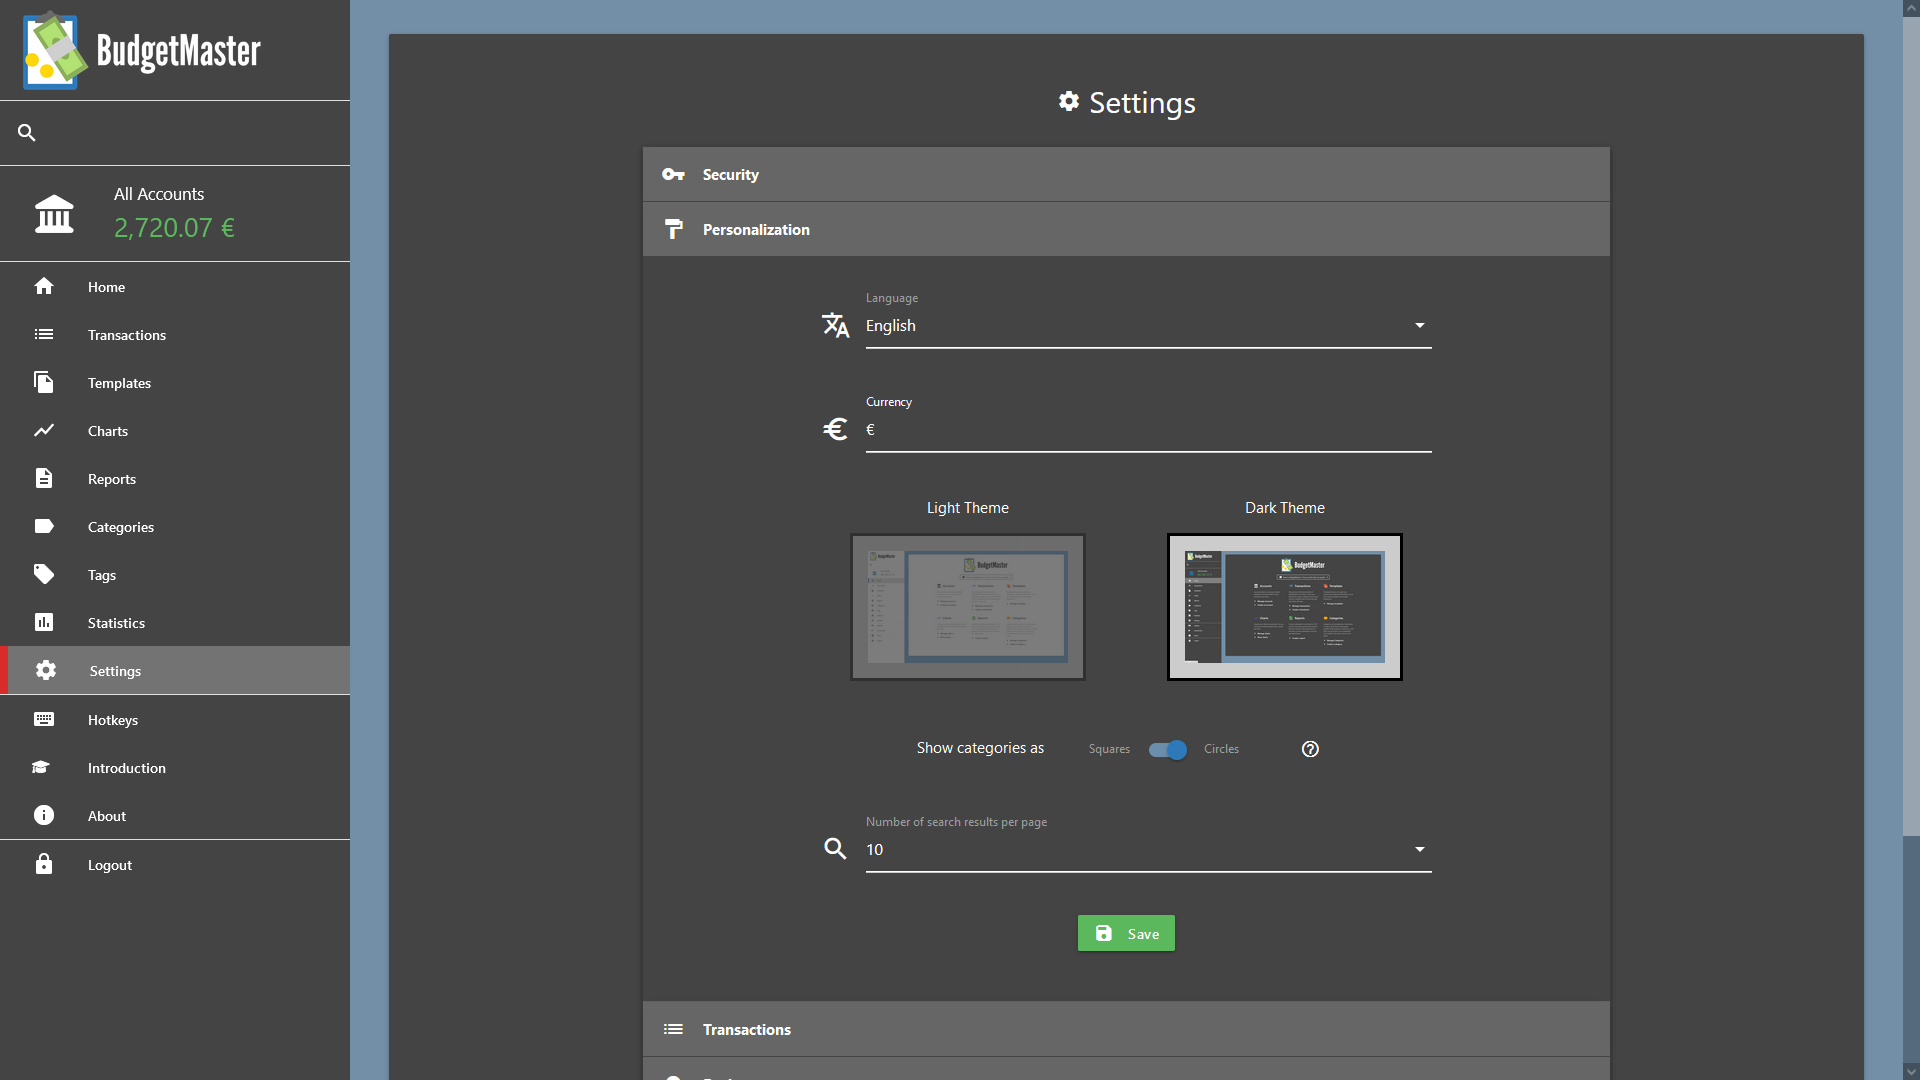 BudgetMaster
All Accounts
2,720.07 €
Home
Transactions
Templates
Charts
Reports
Categories
Tags
Statistics
Settings
Hotkeys
Introduction
About
Logout
Settings
Security
Personalization
Language
English
Currency
€
Light Theme
Dark Theme
BudgetMaster
BudgetMaster
Show categories as
Squares
Circles
Number of search results per page
10
Save
Transactions